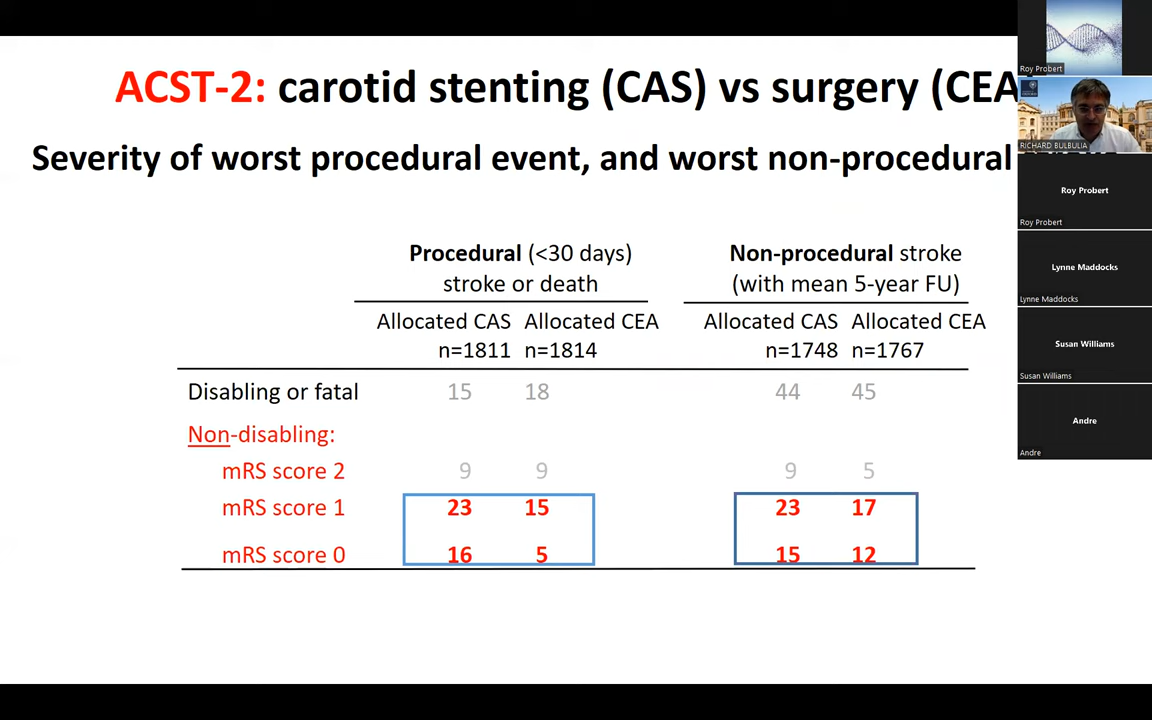 ACST-2: carotid stenting (CAS) vs surgery (CEA
Severity of worst procedural event, and worst non-procedural
Procedural (<30 days) Non-procedural stroke
stroke or death (with mean 5-year FU)
Allocated CAS Allocated CEA Allocated CAS Allocated CEA
n=1811 n=1814 n=1748 n=1767
Disabling or fatal 15 18 44 45
Non-disabling:
mRS score 2 9 9 9 5
mRS score 1 23 15 23 17
mRS score 0 16 5 15 12
Roy Probert
RICHARD BULBULIA
Roy Probert
Roy Probert
Lynne Maddocks
Lynne Maddocks
Susan Williams
Susan Williams
Andre
Andre